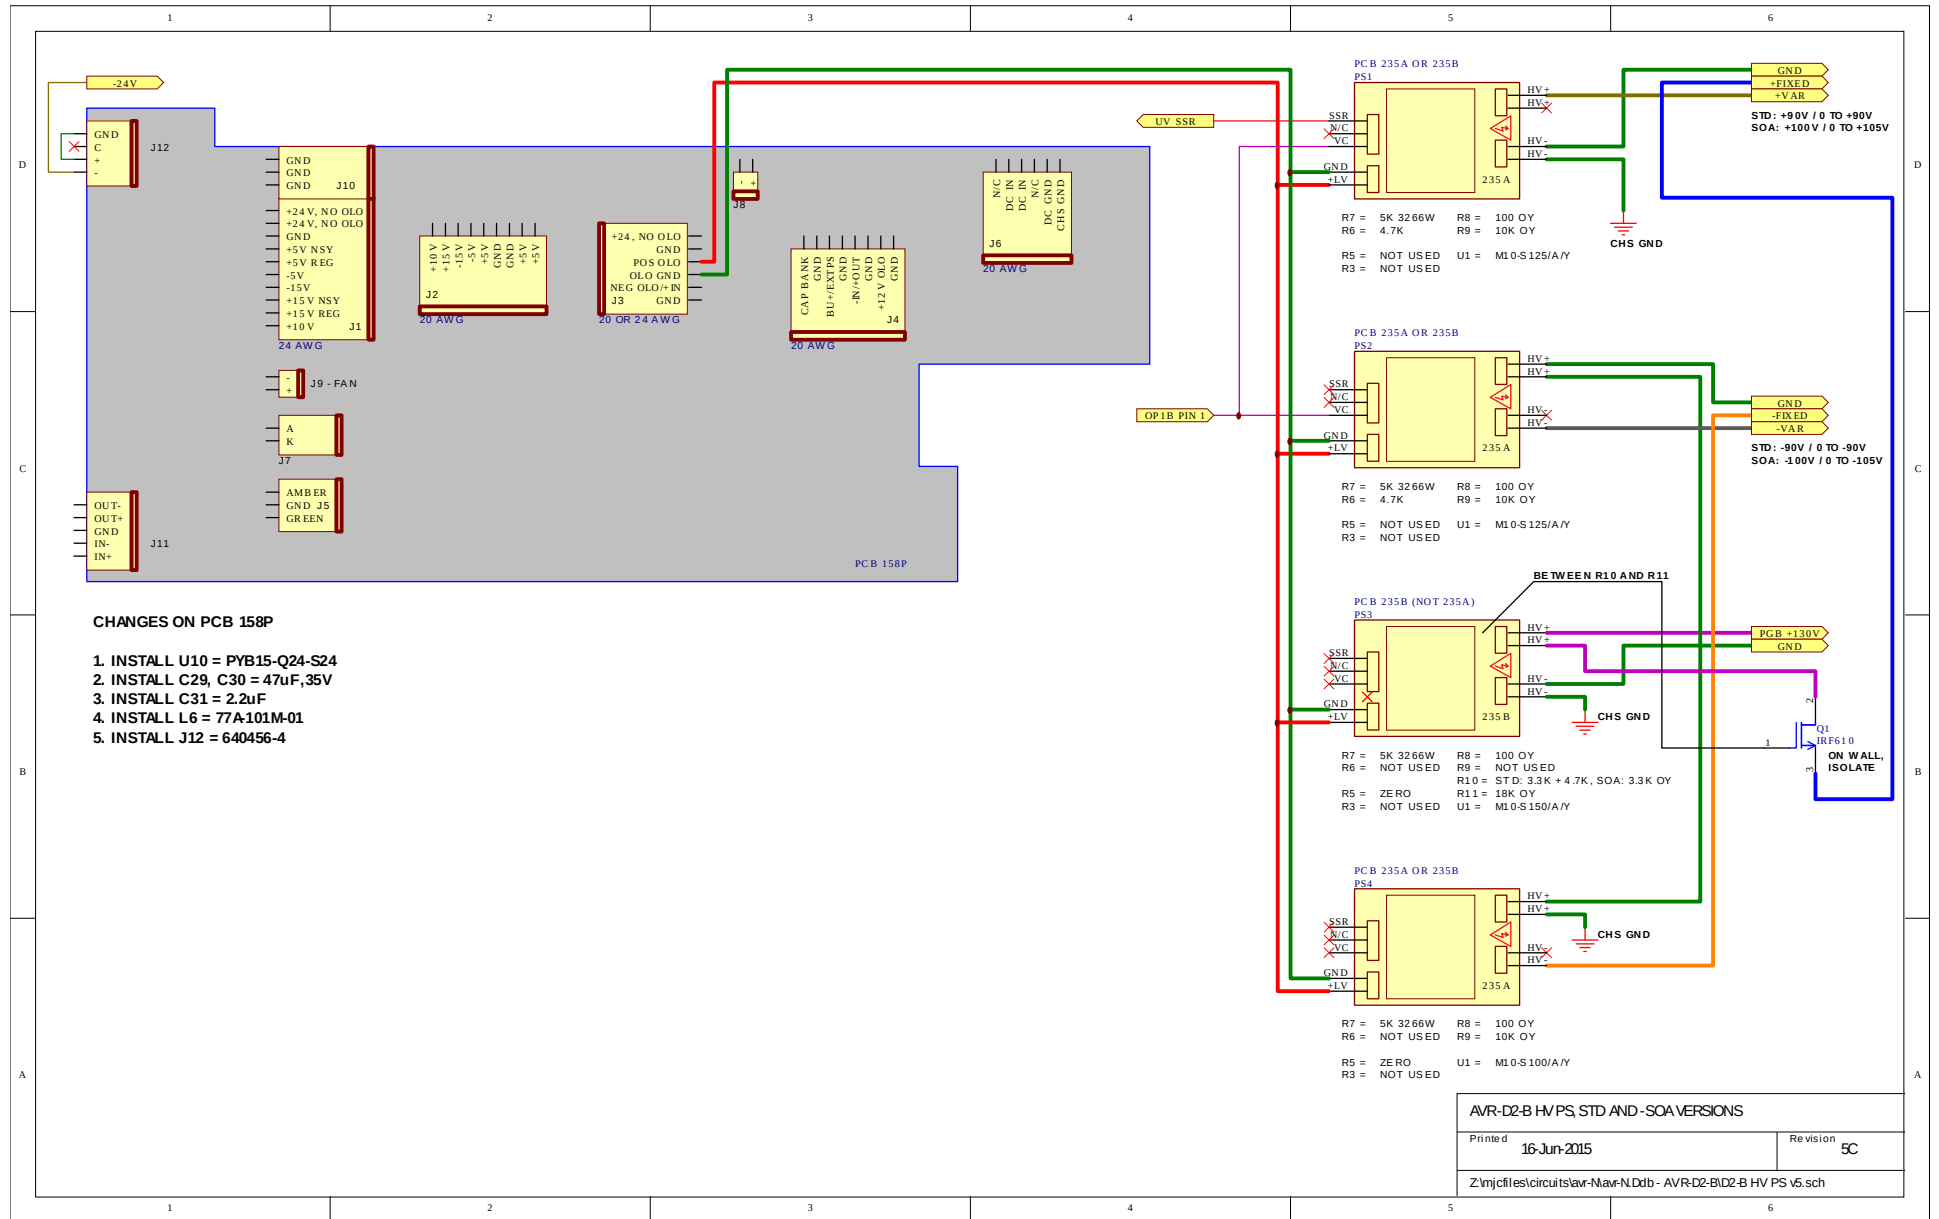 1 2 3 4 5 6
D
C
B
A
-24V
GND
C
+
-
J12
GND
GND
GND
J10
+24V, NO OLO
+24V, NO OLO
GND
+5V NSY
+5V REG
-5V
-15V
+15V NSY
+15V REG
+10V
J1
24 AWG
+10V
+15V
-15V
-5V
+5V
GND
GND
+5V
+5V
J2
20 AWG
+24, NO OLO
GND
POS OLO
OLO GND
NEG OLO/+IN
GND
J3
20 OR 24 AWG
- +
J8
CAP BANK
GND
BU+/EXT PS
GND
-IN/+OUT
GND
+12V OLO
GND
J4
20 AWG
N/C
DC IN
DC IN
N/C
DC GND
CHS GND
J6
20 AWG
-
+
J9 - FAN
A
K
J7
AMBER
GND
GREEN
J5
OUT-
OUT+
GND
IN-
IN+
J11
PCB 158P
CHANGES ON PCB 158P
1. INSTALL U10 = PYB15-Q24-S24
2. INSTALL C29, C30 = 47uF,35V
3. INSTALL C31 = 2.2uF
4. INSTALL L6 = 77A-101M-01
5. INSTALL J12 = 640456-4
UV SSR
OP1B PIN 1
PCB 235A OR 235B
PS1
SSR
N/C
VC
GND
+LV
HV+
HV+
HV-
HV-
235A
R7 = 5K 3266W R8 = 100 OY
R6 = 4.7K R9 = 10K OY
R5 = NOT USED U1 = M10-S125/A/Y
R3 = NOT USED
GND
+FIXED
+VAR
STD: +90V / 0 TO +90V
SOA: +100V / 0 TO +105V
CHS GND
PCB 235A OR 235B
PS2
SSR
N/C
VC
GND
+LV
HV+
HV+
HV-
HV-
235A
R7 = 5K 3266W R8 = 100 OY
R6 = 4.7K R9 = 10K OY
R5 = NOT USED U1 = M10-S125/A/Y
R3 = NOT USED
GND
-FIXED
-VAR
STD: -90V / 0 TO -90V
SOA: -100V / 0 TO -105V
BETWEEN R10 AND R11
PCB 235B (NOT 235A)
PS3
SSR
N/C
VC
GND
+LV
HV+
HV+
HV-
HV-
235B
R7 = 5K 3266W R8 = 100 OY
R6 = NOT USED R9 = NOT USED
R10 = STD: 3.3K + 4.7K, SOA: 3.3K OY
R5 = ZERO R11 = 18K OY
R3 = NOT USED U1 = M10-S150/A/Y
PGB +130V
GND
CHS GND
2
1
3
Q1
IRF610
ON WALL,
ISOLATE
PCB 235A OR 235B
PS4
SSR
N/C
VC
GND
+LV
HV+
HV+
HV-
HV-
235A
CHS GND
R7 = 5K 3266W R8 = 100 OY
R6 = NOT USED R9 = 10K OY
R5 = ZERO U1 = M10-S100/A/Y
R3 = NOT USED
D
C
B
A
AVR-D2-B HV PS, STD AND -SOA VERSIONS
Printed 16-Jun-2015 Revision 5C
Z:\mjcfiles\circuits\avr-N\avr-N.Ddb - AVR-D2-B\D2-B HV PS v5.sch
1 2 3 4 5 6